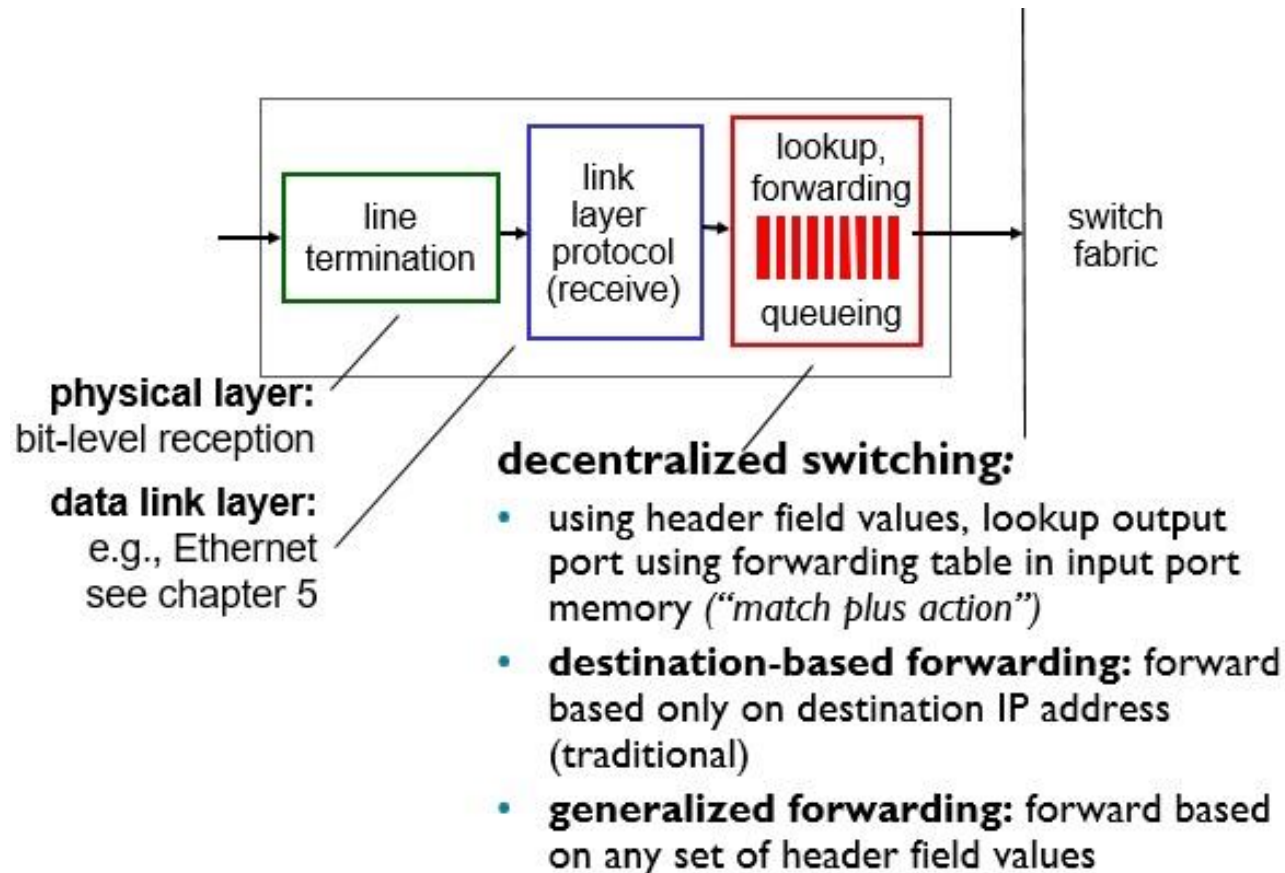 line
termination
link
layer
protocol
(receive)
lookup,
forwarding
queueing
switch
fabric
physical layer:
bit-level reception
data link layer:
e.g., Ethernet
see chapter 5
decentralized switching:
• using header field values, lookup output
port using forwarding table in input port
memory (“match plus action”)
• destination-based forwarding: forward
based only on destination IP address
(traditional)
• generalized forwarding: forward based
on any set of header field values